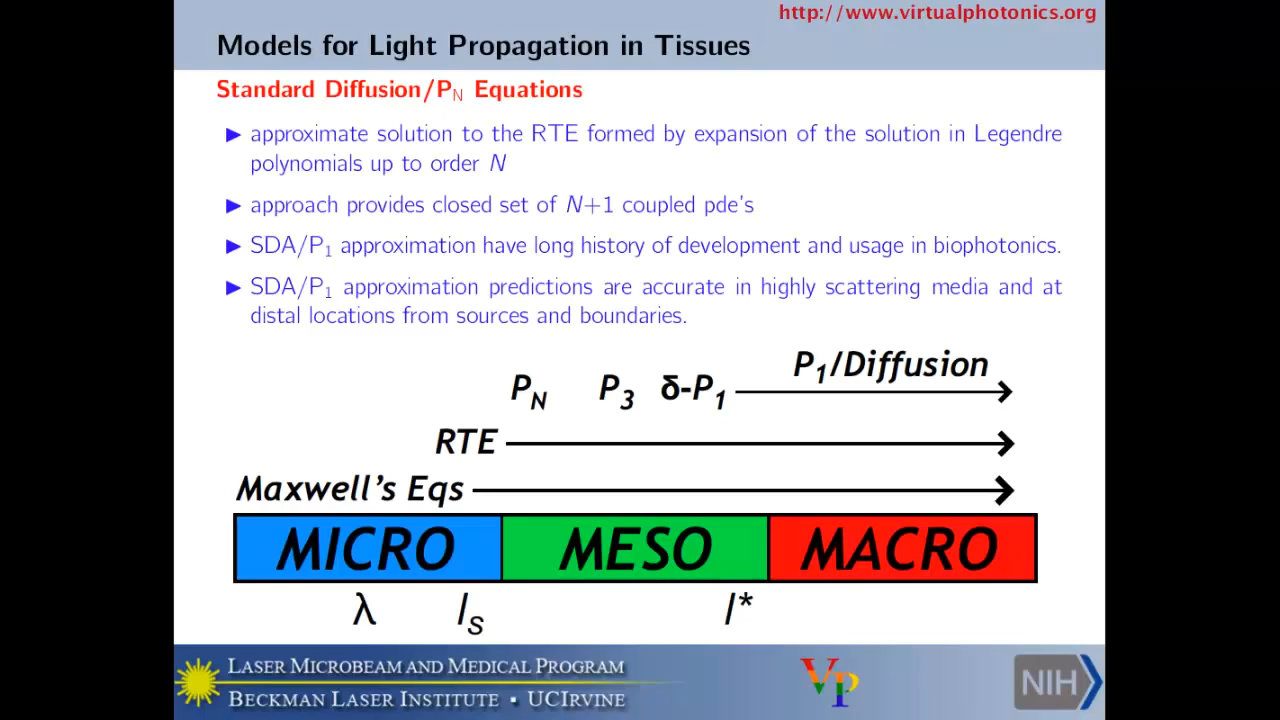 http://www.virtualphotonics.org
Models for Light Propagation in Tissues
Standard Diffusion/P_N Equations
▶ approximate solution to the RTE formed by expansion of the solution in Legendre
polynomials up to order N
▶ approach provides closed set of N+1 coupled pde's
▶ SDA/P₁ approximation have long history of development and usage in biophotonics.
▶ SDA/P₁ approximation predictions are accurate in highly scattering media and at
distal locations from sources and boundaries.
P₁/Diffusion
P_N P₃ δ-P₁
RTE
Maxwell's Eqs
MICRO MESO MACRO
λ l_s l*
LASER MICROBEAM AND MEDICAL PROGRAM
BECKMAN LASER INSTITUTE ▪ UCIRVINE
VP
NIH